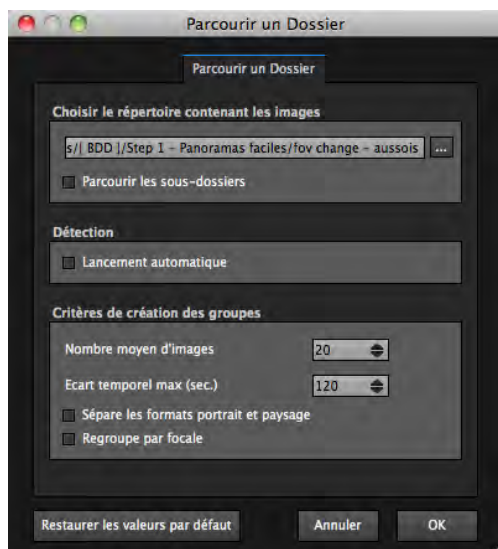 Parcourir un Dossier
Parcourir un Dossier
Choisir le répertoire contenant les images
s/[ BDD ]/Step 1 - Panoramas faciles/fov change - aussois
...
Parcourir les sous-dossiers
Détection
Lancement automatique
Critères de création des groupes
Nombre moyen d'images 20
Ecart temporel max (sec.) 120
Sépare les formats portrait et paysage
Regroupe par focale
Restaurer les valeurs par défaut Annuler OK